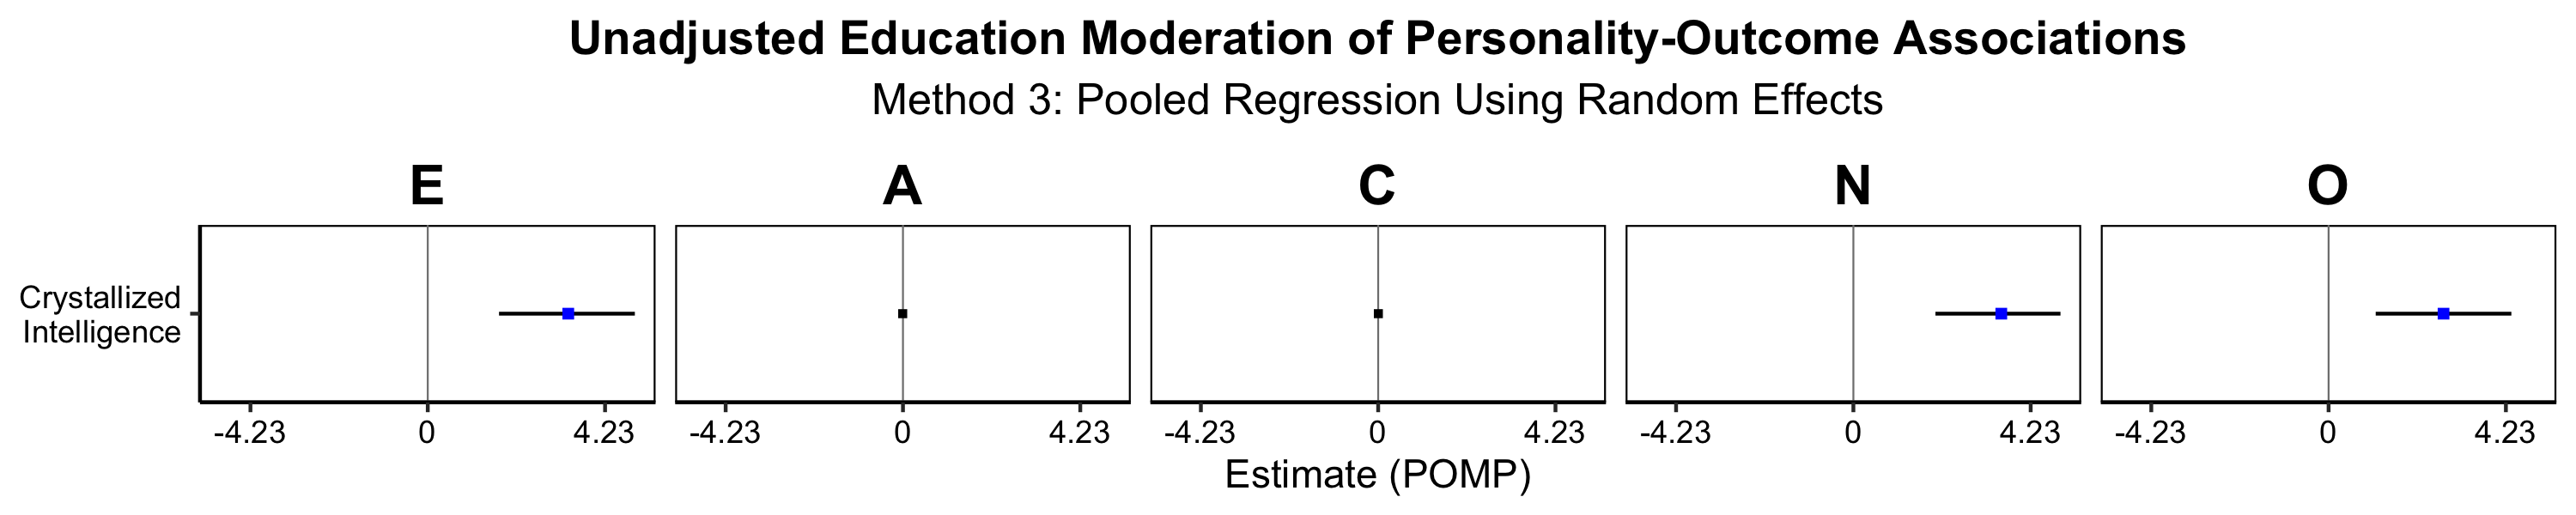 Unadjusted Education Moderation of Personality-Outcome Associations
Method 3: Pooled Regression Using Random Effects
E A C N O
Crystallized
Intelligence
-4.23 0 4.23 -4.23 0 4.23 -4.23 0 4.23 -4.23 0 4.23 -4.23 0 4.23
Estimate (POMP)